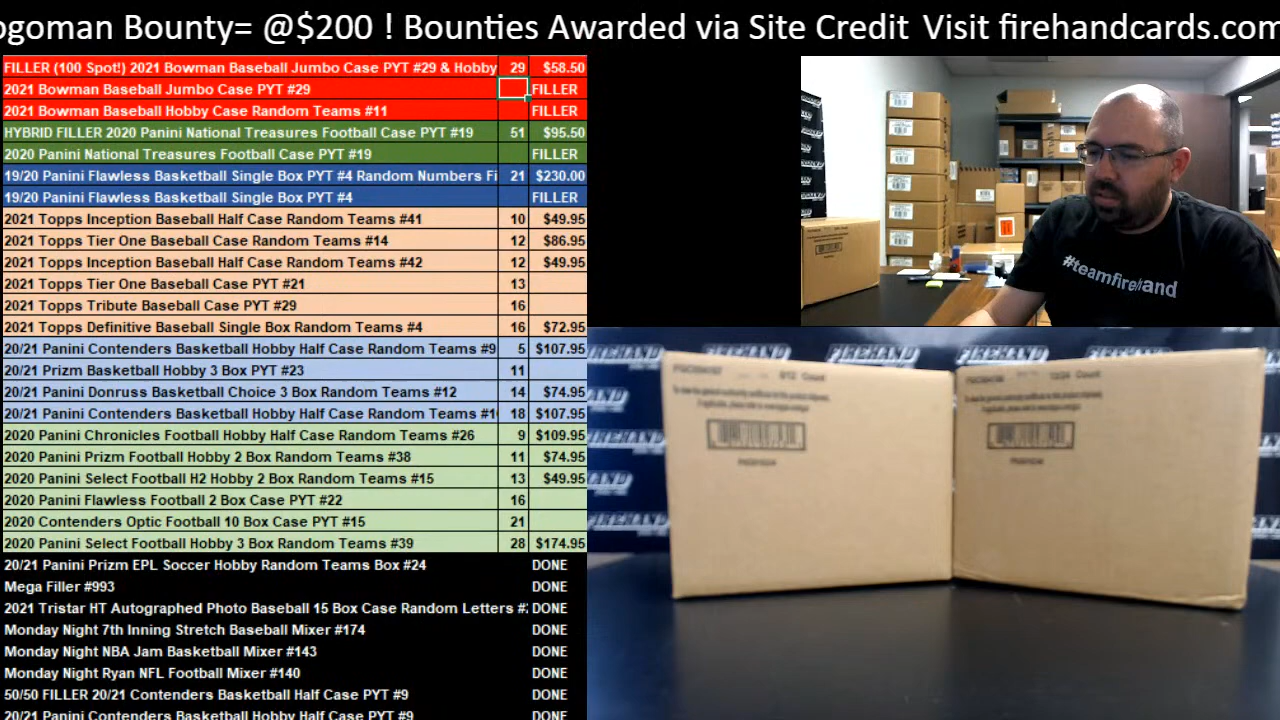 ogoman Bounty= @$200 ! Bounties Awarded via Site Credit Visit firehandcards.com
FILLER (100 Spot!) 2021 Bowman Baseball Jumbo Case PYT #29 & Hobby 29 $58.50
2021 Bowman Baseball Jumbo Case PYT #29 FILLER
2021 Bowman Baseball Hobby Case Random Teams #11 FILLER
HYBRID FILLER 2020 Panini National Treasures Football Case PYT #19 51 $95.50
2020 Panini National Treasures Football Case PYT #19 FILLER
19/20 Panini Flawless Basketball Single Box PYT #4 Random Numbers Fi 21 $230.00
19/20 Panini Flawless Basketball Single Box PYT #4 FILLER
2021 Topps Inception Baseball Half Case Random Teams #41 10 $49.95
2021 Topps Tier One Baseball Case Random Teams #14 12 $86.95
2021 Topps Inception Baseball Half Case Random Teams #42 12 $49.95
2021 Topps Tier One Baseball Case PYT #21 13
2021 Topps Tribute Baseball Case PYT #29 16
2021 Topps Definitive Baseball Single Box Random Teams #4 16 $72.95
20/21 Panini Contenders Basketball Hobby Half Case Random Teams #9 5 $107.95
20/21 Prizm Basketball Hobby 3 Box PYT #23 11
20/21 Panini Donruss Basketball Choice 3 Box Random Teams #12 14 $74.95
20/21 Panini Contenders Basketball Hobby Half Case Random Teams #1 18 $107.95
2020 Panini Chronicles Football Hobby Half Case Random Teams #26 9 $109.95
2020 Panini Prizm Football Hobby 2 Box Random Teams #38 11 $74.95
2020 Panini Select Football H2 Hobby 2 Box Random Teams #15 13 $49.95
2020 Panini Flawless Football 2 Box Case PYT #22 16
2020 Contenders Optic Football 10 Box Case PYT #15 21
2020 Panini Select Football Hobby 3 Box Random Teams #39 28 $174.95
20/21 Panini Prizm EPL Soccer Hobby Random Teams Box #24 DONE
Mega Filler #993 DONE
2021 Tristar HT Autographed Photo Baseball 15 Box Case Random Letters #2 DONE
Monday Night 7th Inning Stretch Baseball Mixer #174 DONE
Monday Night NBA Jam Basketball Mixer #143 DONE
Monday Night Ryan NFL Football Mixer #140 DONE
50/50 FILLER 20/21 Contenders Basketball Half Case PYT #9 DONE
20/21 Panini Contenders Basketball Hobby Half Case PYT #9 DONE
#teamfirehand
FIREHAND
FIREHAND
FIREHAND
FIREHAND